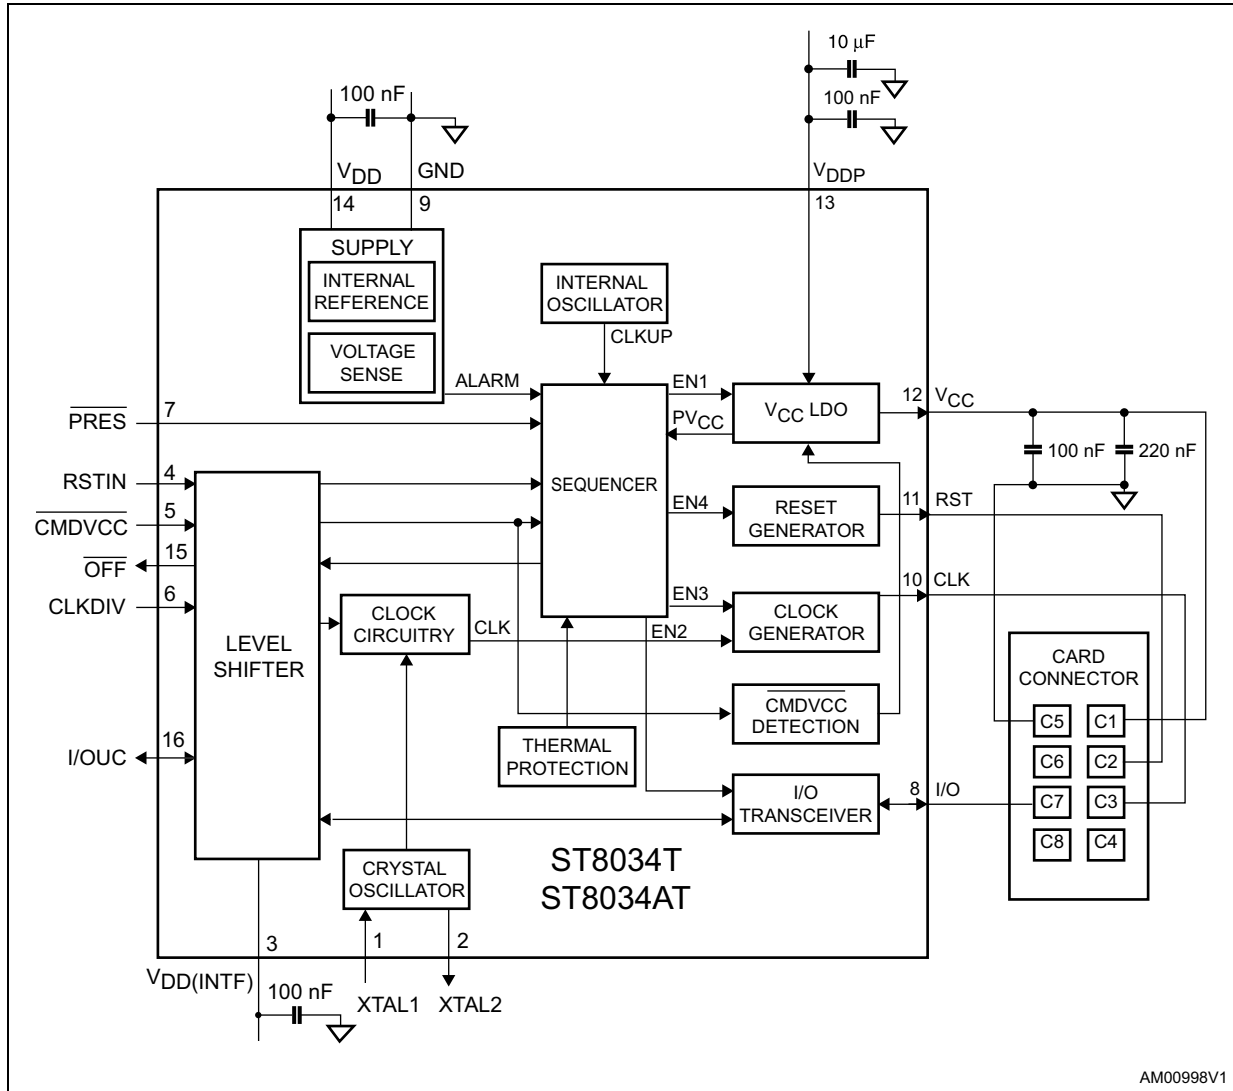 10 μF
100 nF
100 nF
VDD
GND
VDDP
14
9
13
SUPPLY
INTERNAL
REFERENCE
VOLTAGE
SENSE
INTERNAL
OSCILLATOR
CLKUP
ALARM
EN1
VCC LDO
12
VCC
PVCC
PRES
7
100 nF
220 nF
RSTIN
4
SEQUENCER
CMDVCC
5
EN4
RESET
GENERATOR
11
RST
OFF
15
CLKDIV
6
CLOCK
CIRCUITRY
CLK
EN3
EN2
CLOCK
GENERATOR
10
CLK
LEVEL
SHIFTER
CARD
CONNECTOR
CMDVCC
DETECTION
C5
C1
C6
C2
C7
C3
C8
C4
I/OUC
16
THERMAL
PROTECTION
I/O
TRANSCEIVER
8
I/O
CRYSTAL
OSCILLATOR
ST8034T
ST8034AT
3
1
2
VDD(INTF)
100 nF
XTAL1
XTAL2
AM00998V1